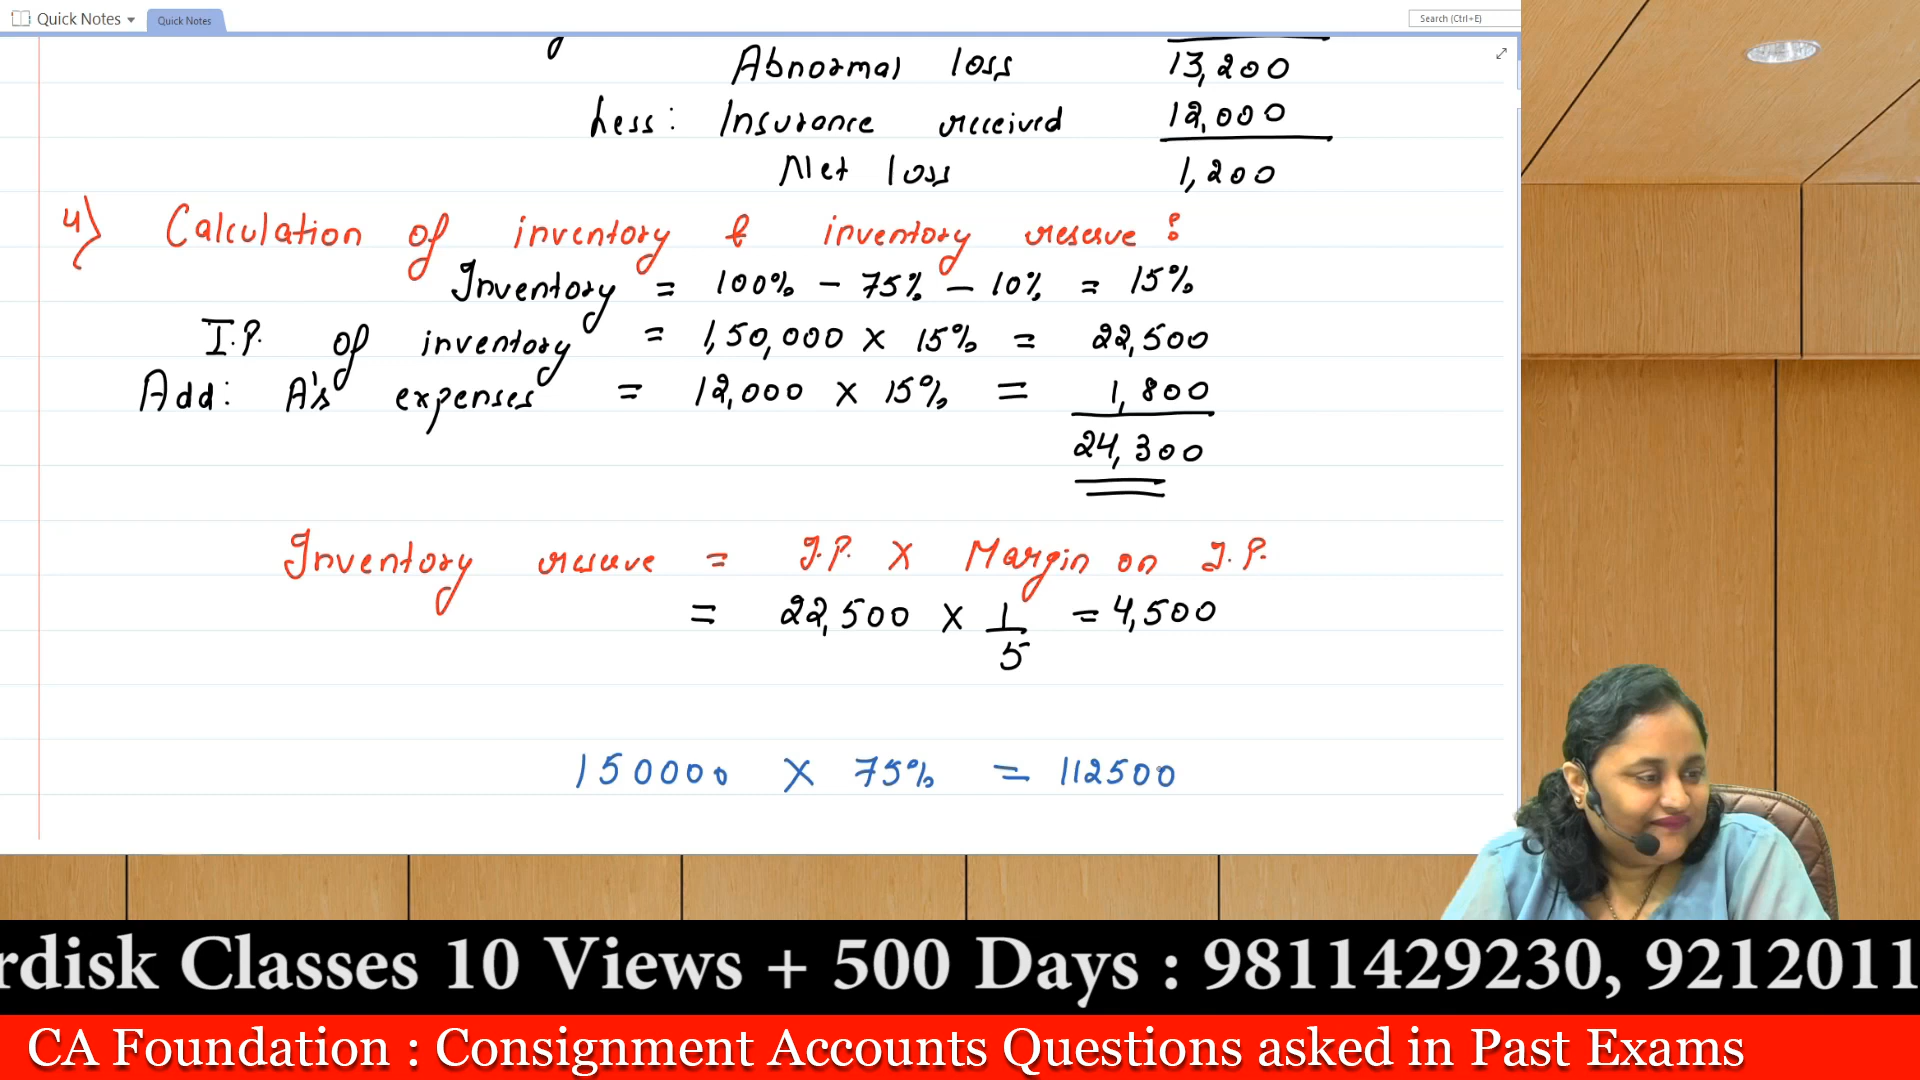 Quick Notes
Quick Notes
Search (Ctrl+E)
Abnormal loss 13,200
Less: Insurance received 12,000
Net loss 1,200
4) Calculation of inventory & inventory reserve:
Inventory = 100% - 75% - 10% = 15%
I.P. of inventory = 1,50,000 × 15% = 22,500
Add: A's expenses = 12,000 × 15% = 1,800
24,300
Inventory reserve = I.P. × Margin on I.P.
= 22,500 × 1/5 = 4,500
150000 × 75% = 112500
rdisk Classes 10 Views + 500 Days : 9811429230, 9212011
CA Foundation : Consignment Accounts Questions asked in Past Exams